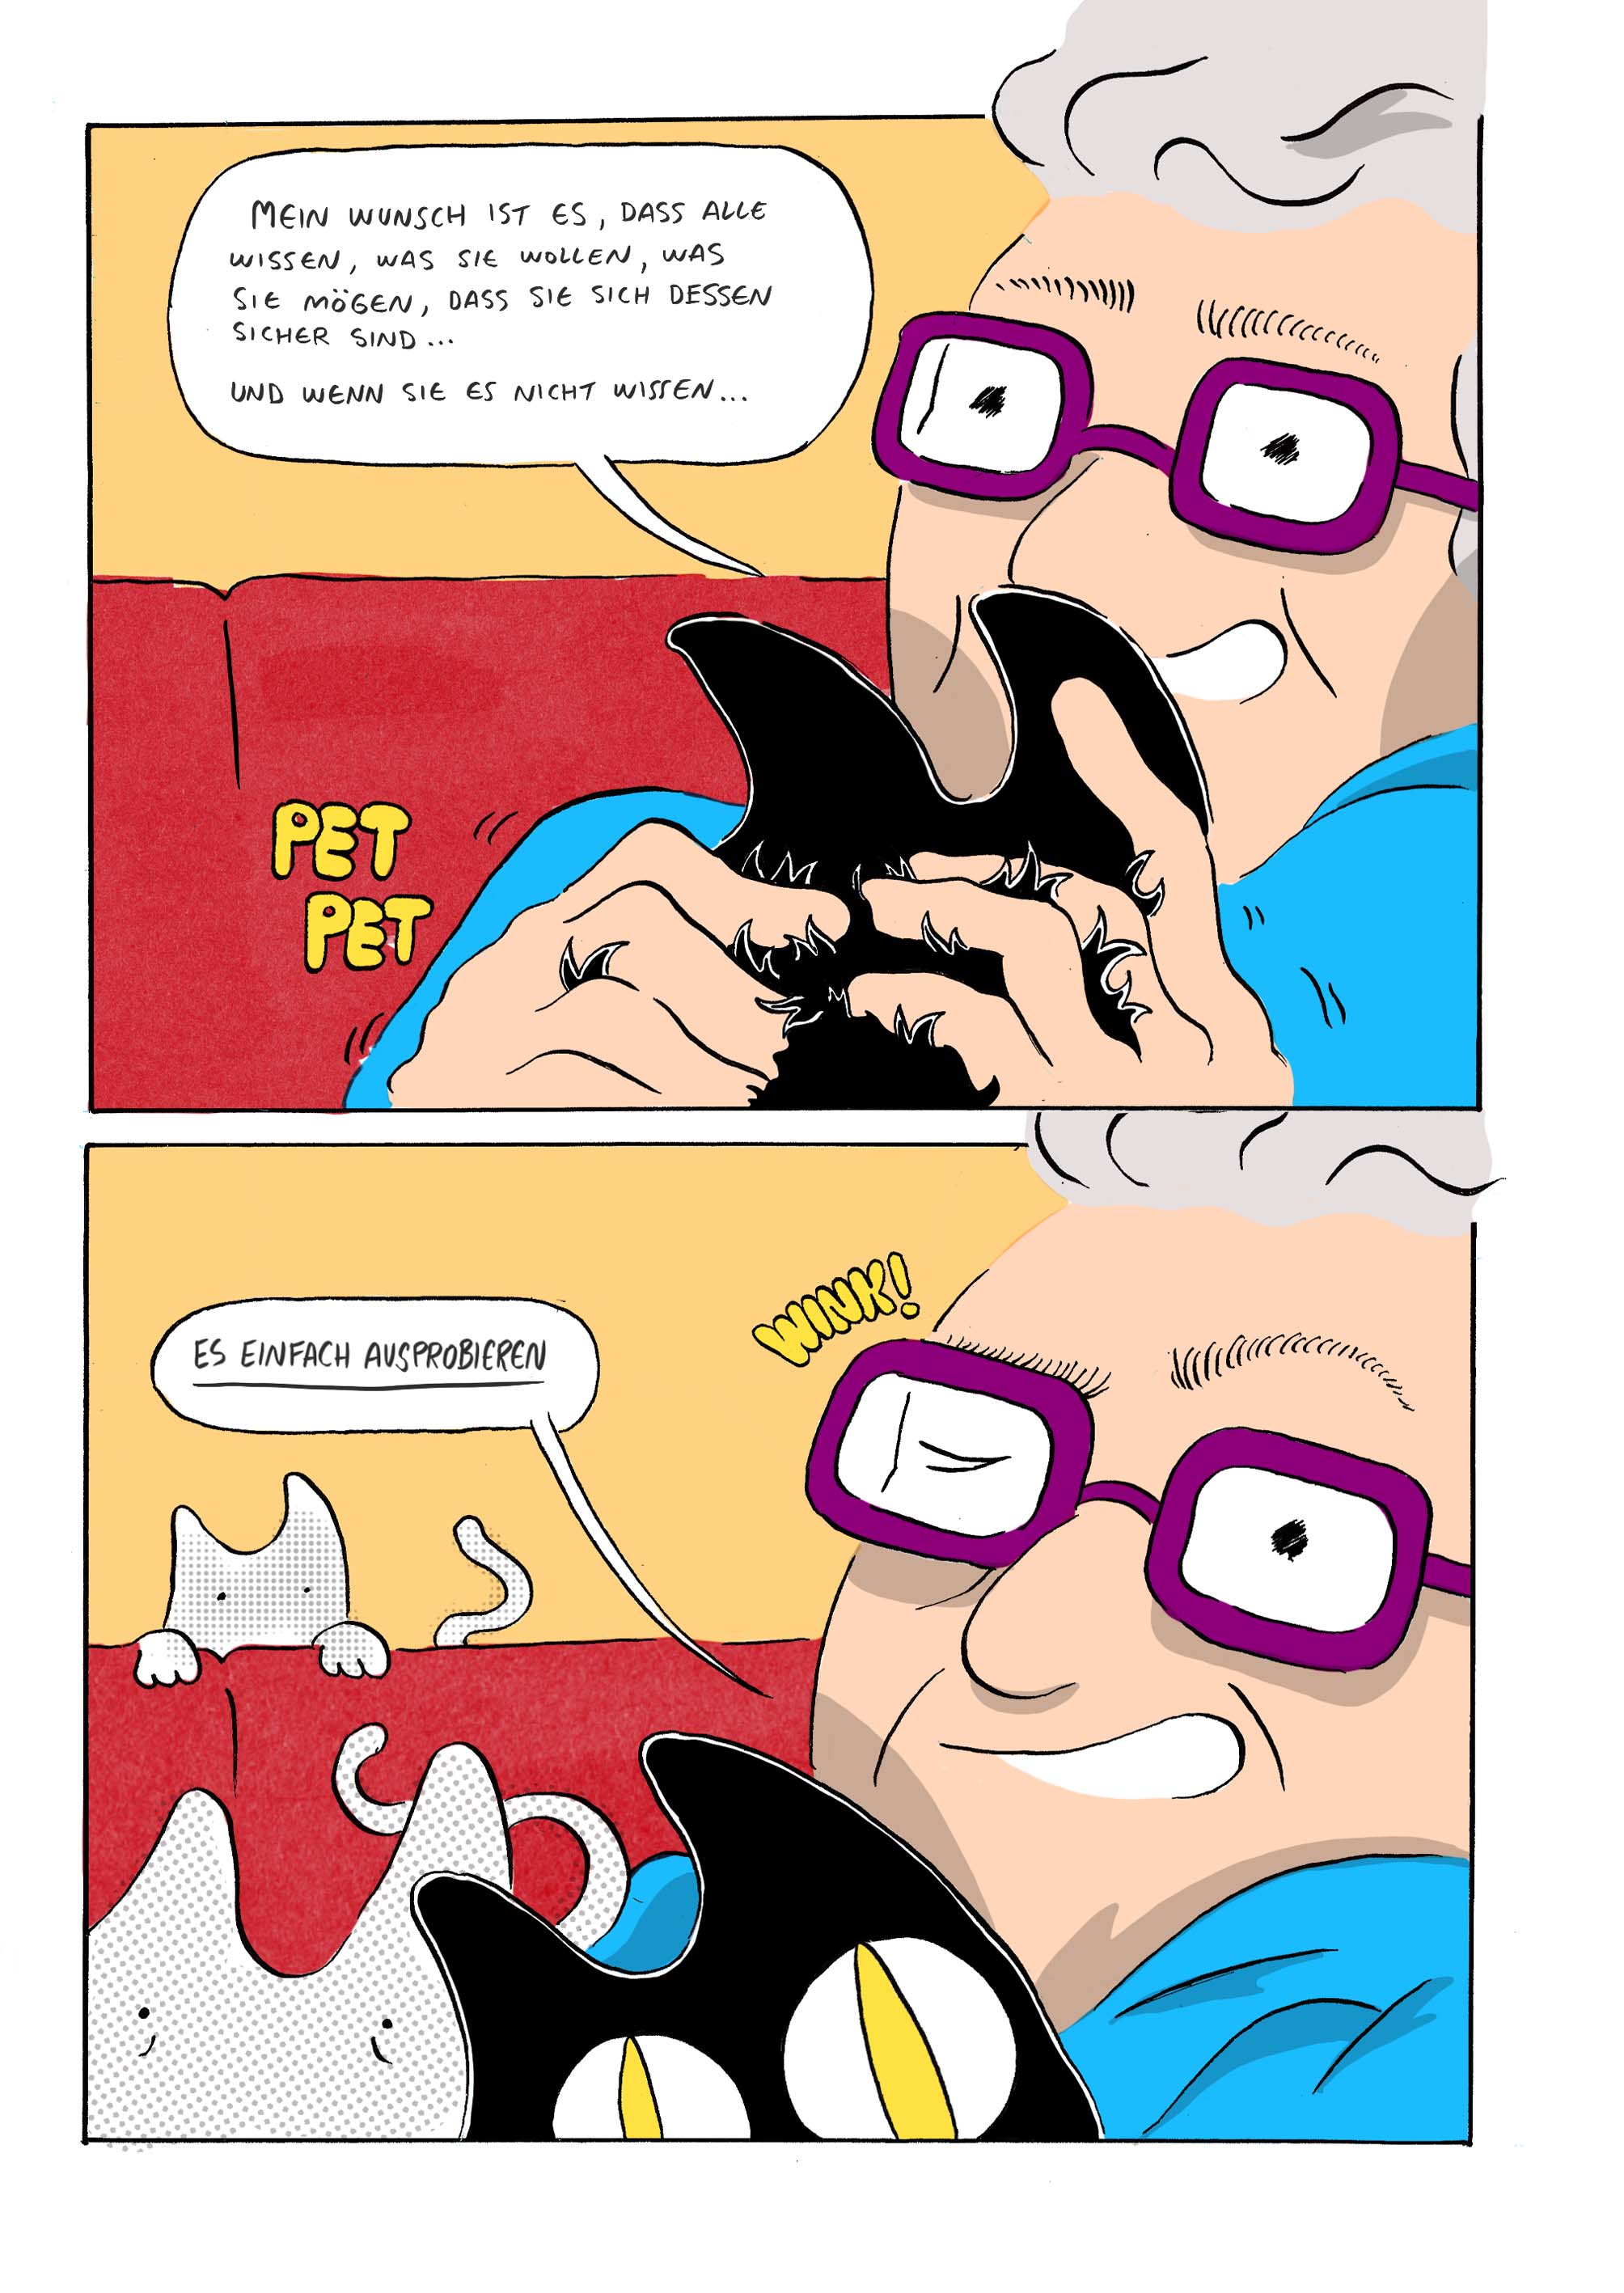 MEIN WUNSCH IST ES, DASS ALLE
WISSEN, WAS SIE WOLLEN, WAS
SIE MÖGEN, DASS SIE SICH DESSEN
SICHER SIND...
UND WENN SIE ES NICHT WISSEN...
PET
PET
WINK!
ES EINFACH AUSPROBIEREN